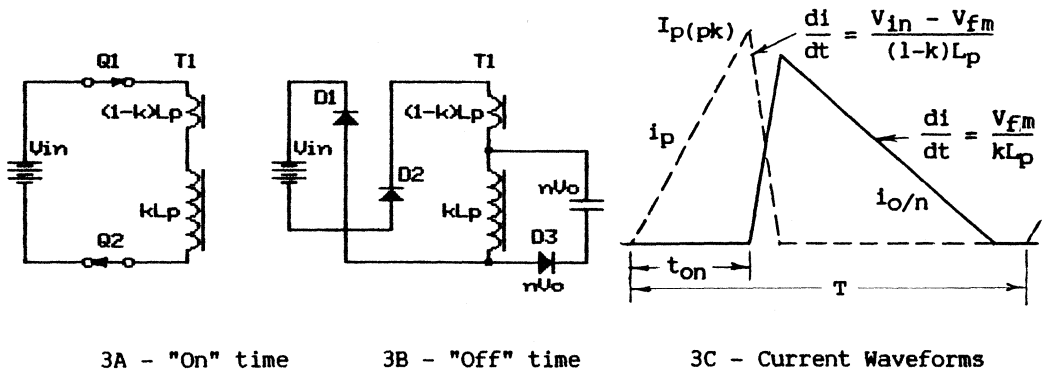 Q1
T1
(1-k)Lp
Vin
kLp
Q2
T1
D1
(1-k)Lp
Vin
D2
nVo
kLp
D3
nVo
Ip(pk)
di/dt = Vin - Vfm/(1-k)Lp
ip
di/dt = Vfm/kLp
io/n
ton
T
3A - "On" time
3B - "Off" time
3C - Current Waveforms